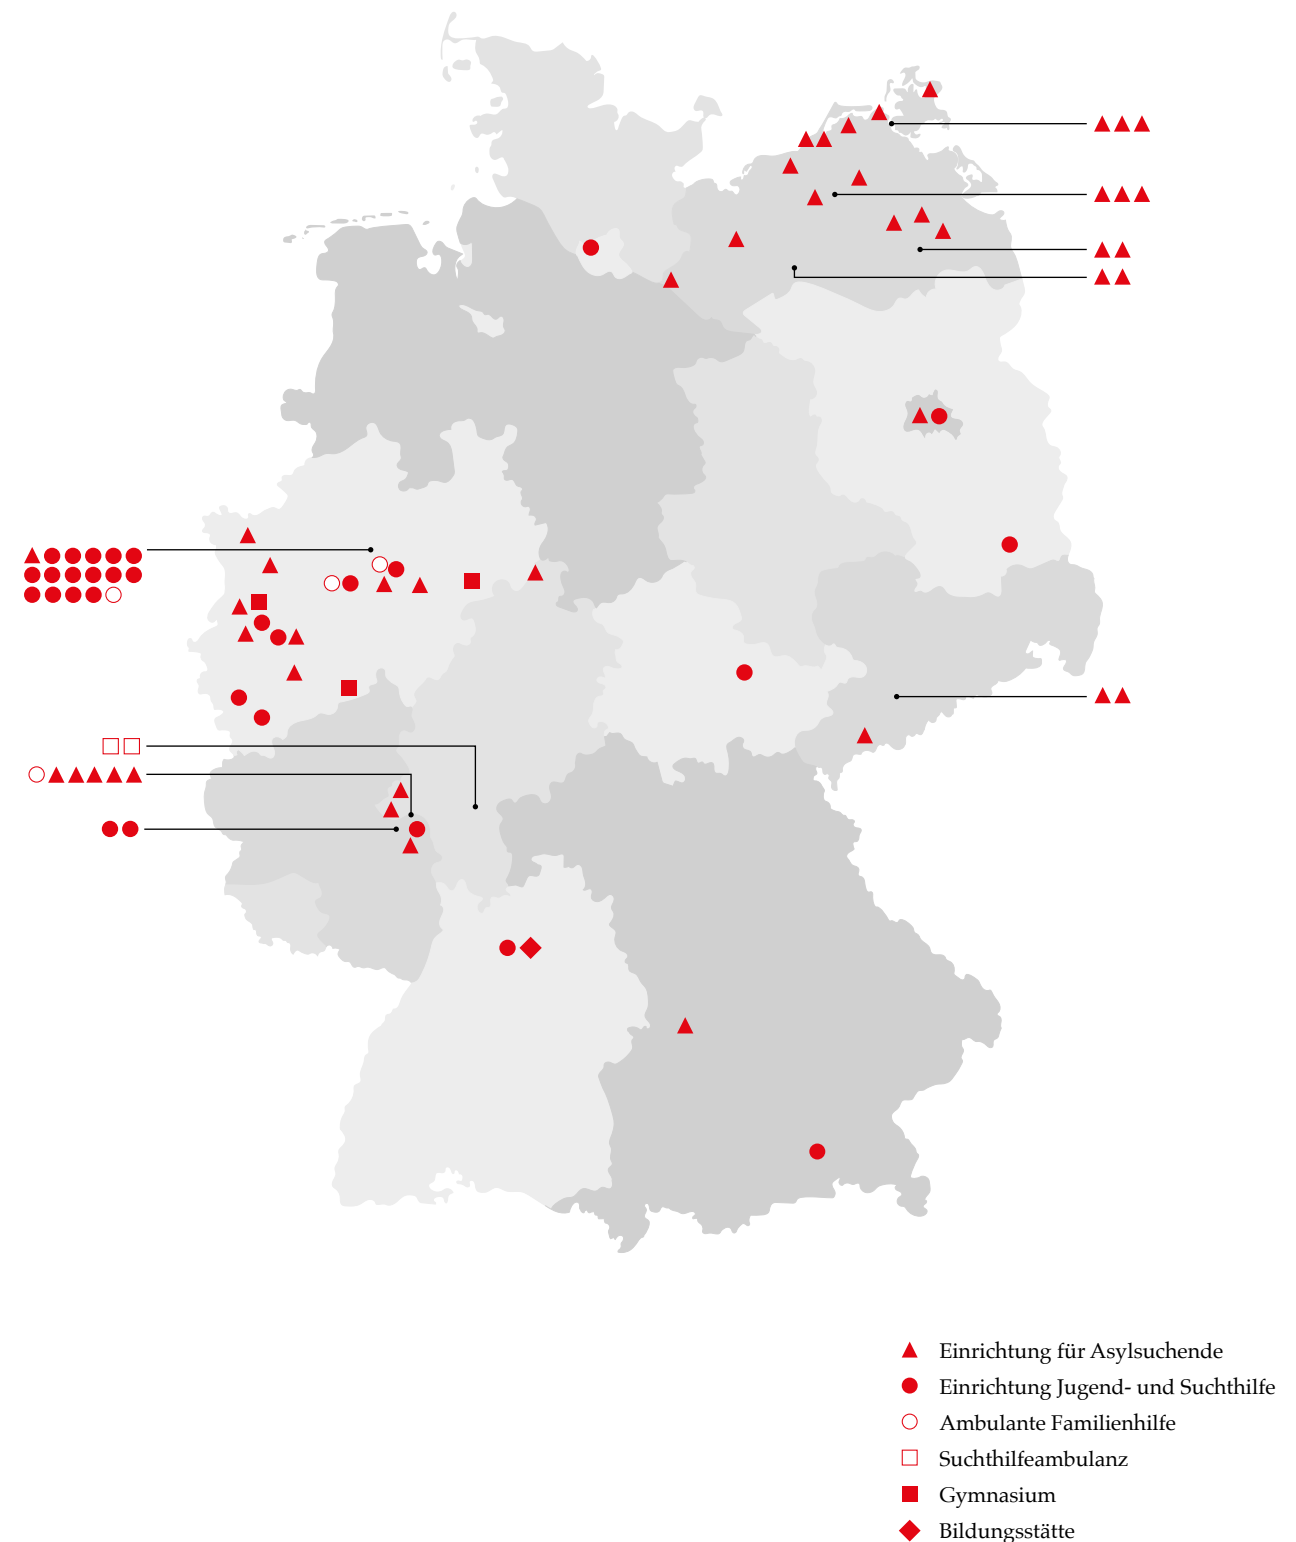 Einrichtung für Asylsuchende
Einrichtung Jugend- und Suchthilfe
Ambulante Familienhilfe
Suchthilfeambulanz
Gymnasium
Bildungsstätte